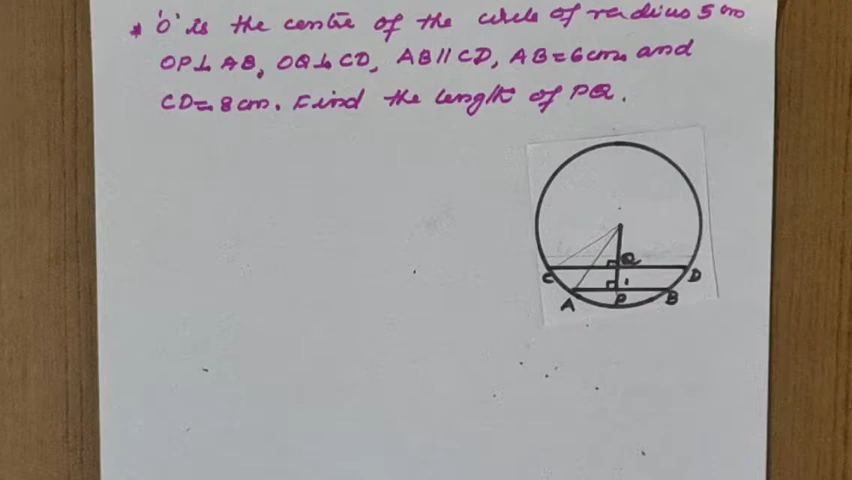 * 'O' is the centre of the circle of radius 5 cm
OP⊥AB, OQ⊥CD, AB//CD, AB=6cm and
CD=8cm. Find the length of PQ.
Q
C
D
A
P
B